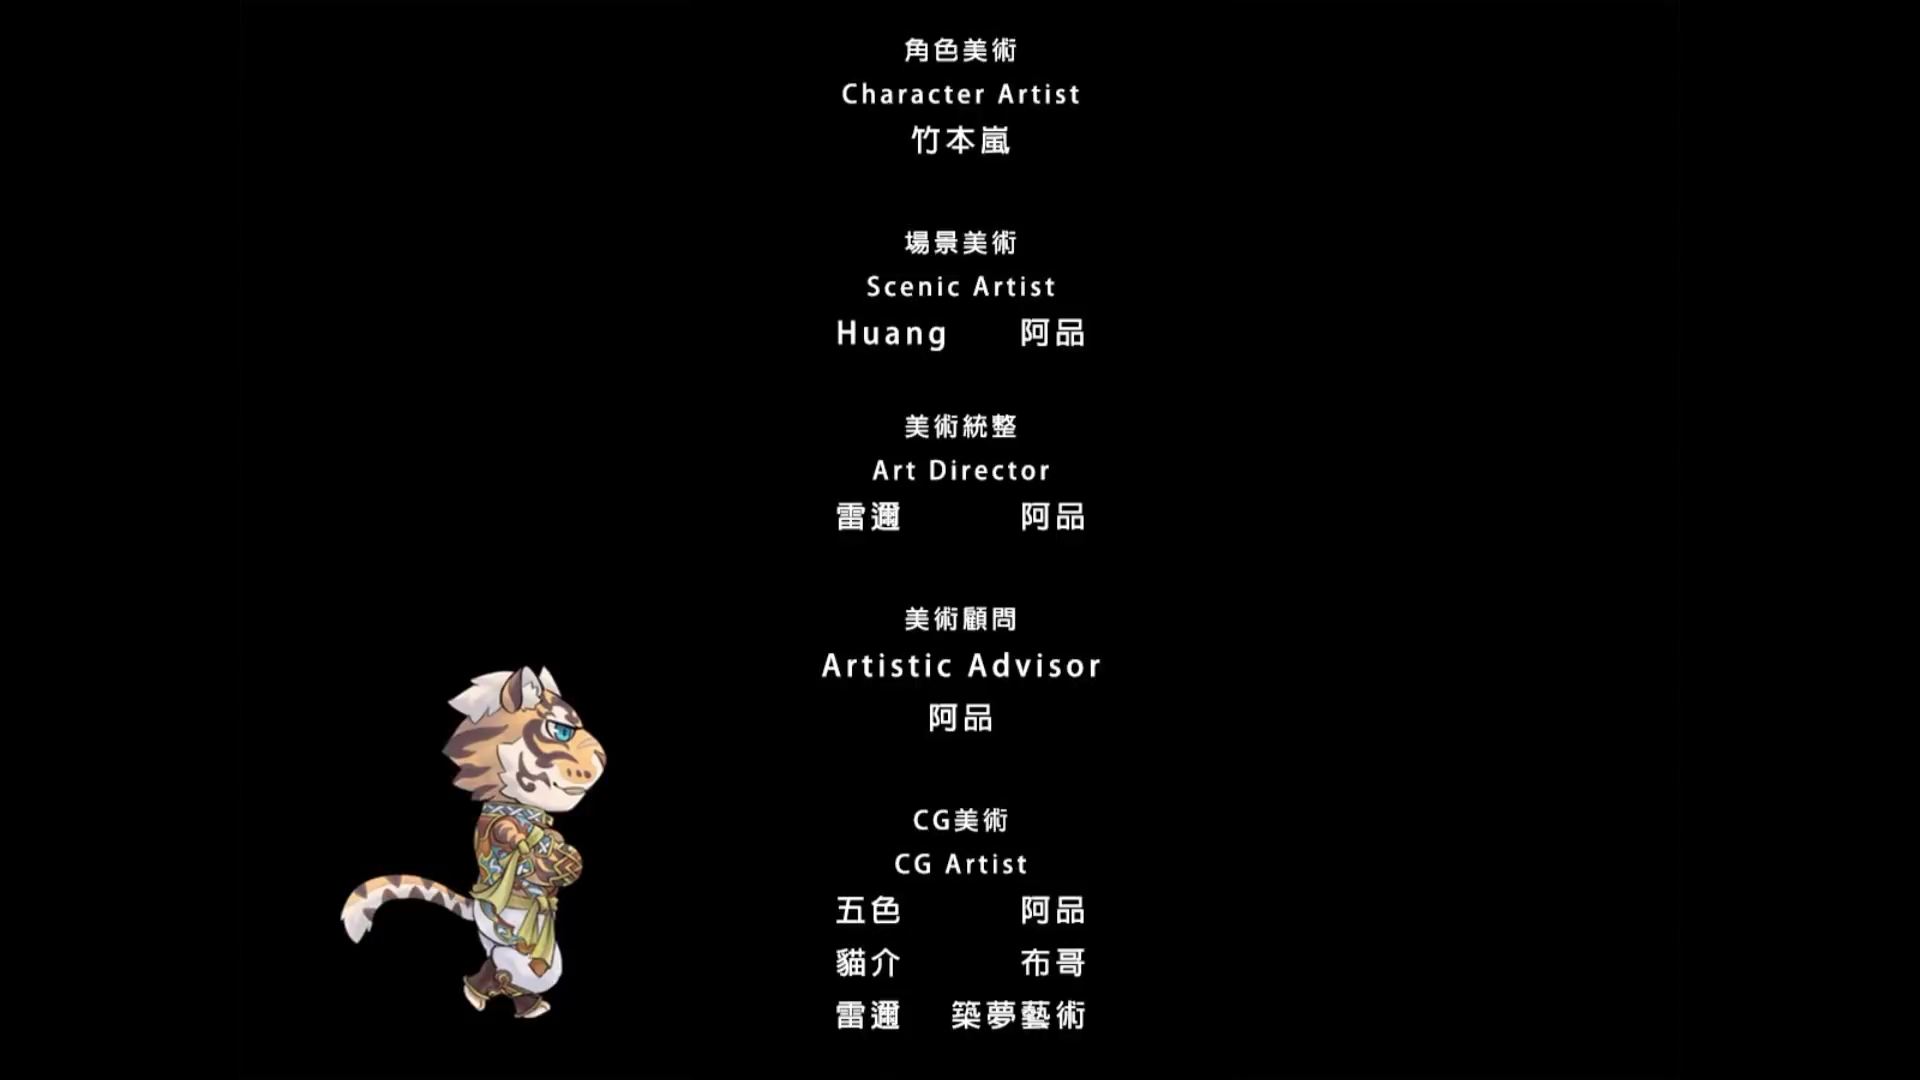 角色美術
Character Artist
竹本嵐
場景美術
Scenic Artist
Huang 阿品
美術統整
Art Director
雷邇 阿品
美術顧問
Artistic Advisor
阿品
CG美術
CG Artist
五色 阿品
貓介 布哥
雷邇 築夢藝術